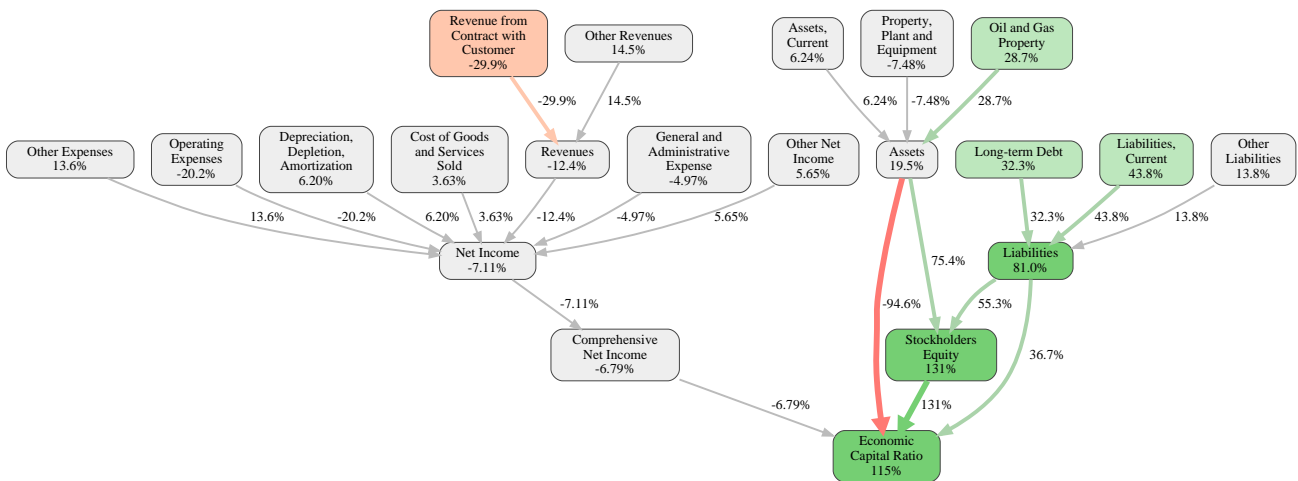 Revenue from
Contract with
Customer
-29.9%
Other Revenues
14.5%
Assets,
Current
6.24%
Property,
Plant and
Equipment
-7.48%
Oil and Gas
Property
28.7%
-29.9%
14.5%
6.24%
-7.48%
28.7%
Other Expenses
13.6%
Operating
Expenses
-20.2%
Depreciation,
Depletion,
Amortization
6.20%
Cost of Goods
and Services
Sold
3.63%
Revenues
-12.4%
General and
Administrative
Expense
-4.97%
Other Net
Income
5.65%
Assets
19.5%
Long-term Debt
32.3%
Liabilities,
Current
43.8%
Other
Liabilities
13.8%
13.6%
-20.2%
6.20%
3.63%
-12.4%
-4.97%
5.65%
32.3%
43.8%
13.8%
Net Income
-7.11%
Liabilities
81.0%
75.4%
-7.11%
-94.6%
55.3%
Comprehensive
Net Income
-6.79%
Stockholders
Equity
131%
36.7%
-6.79%
131%
Economic
Capital Ratio
115%